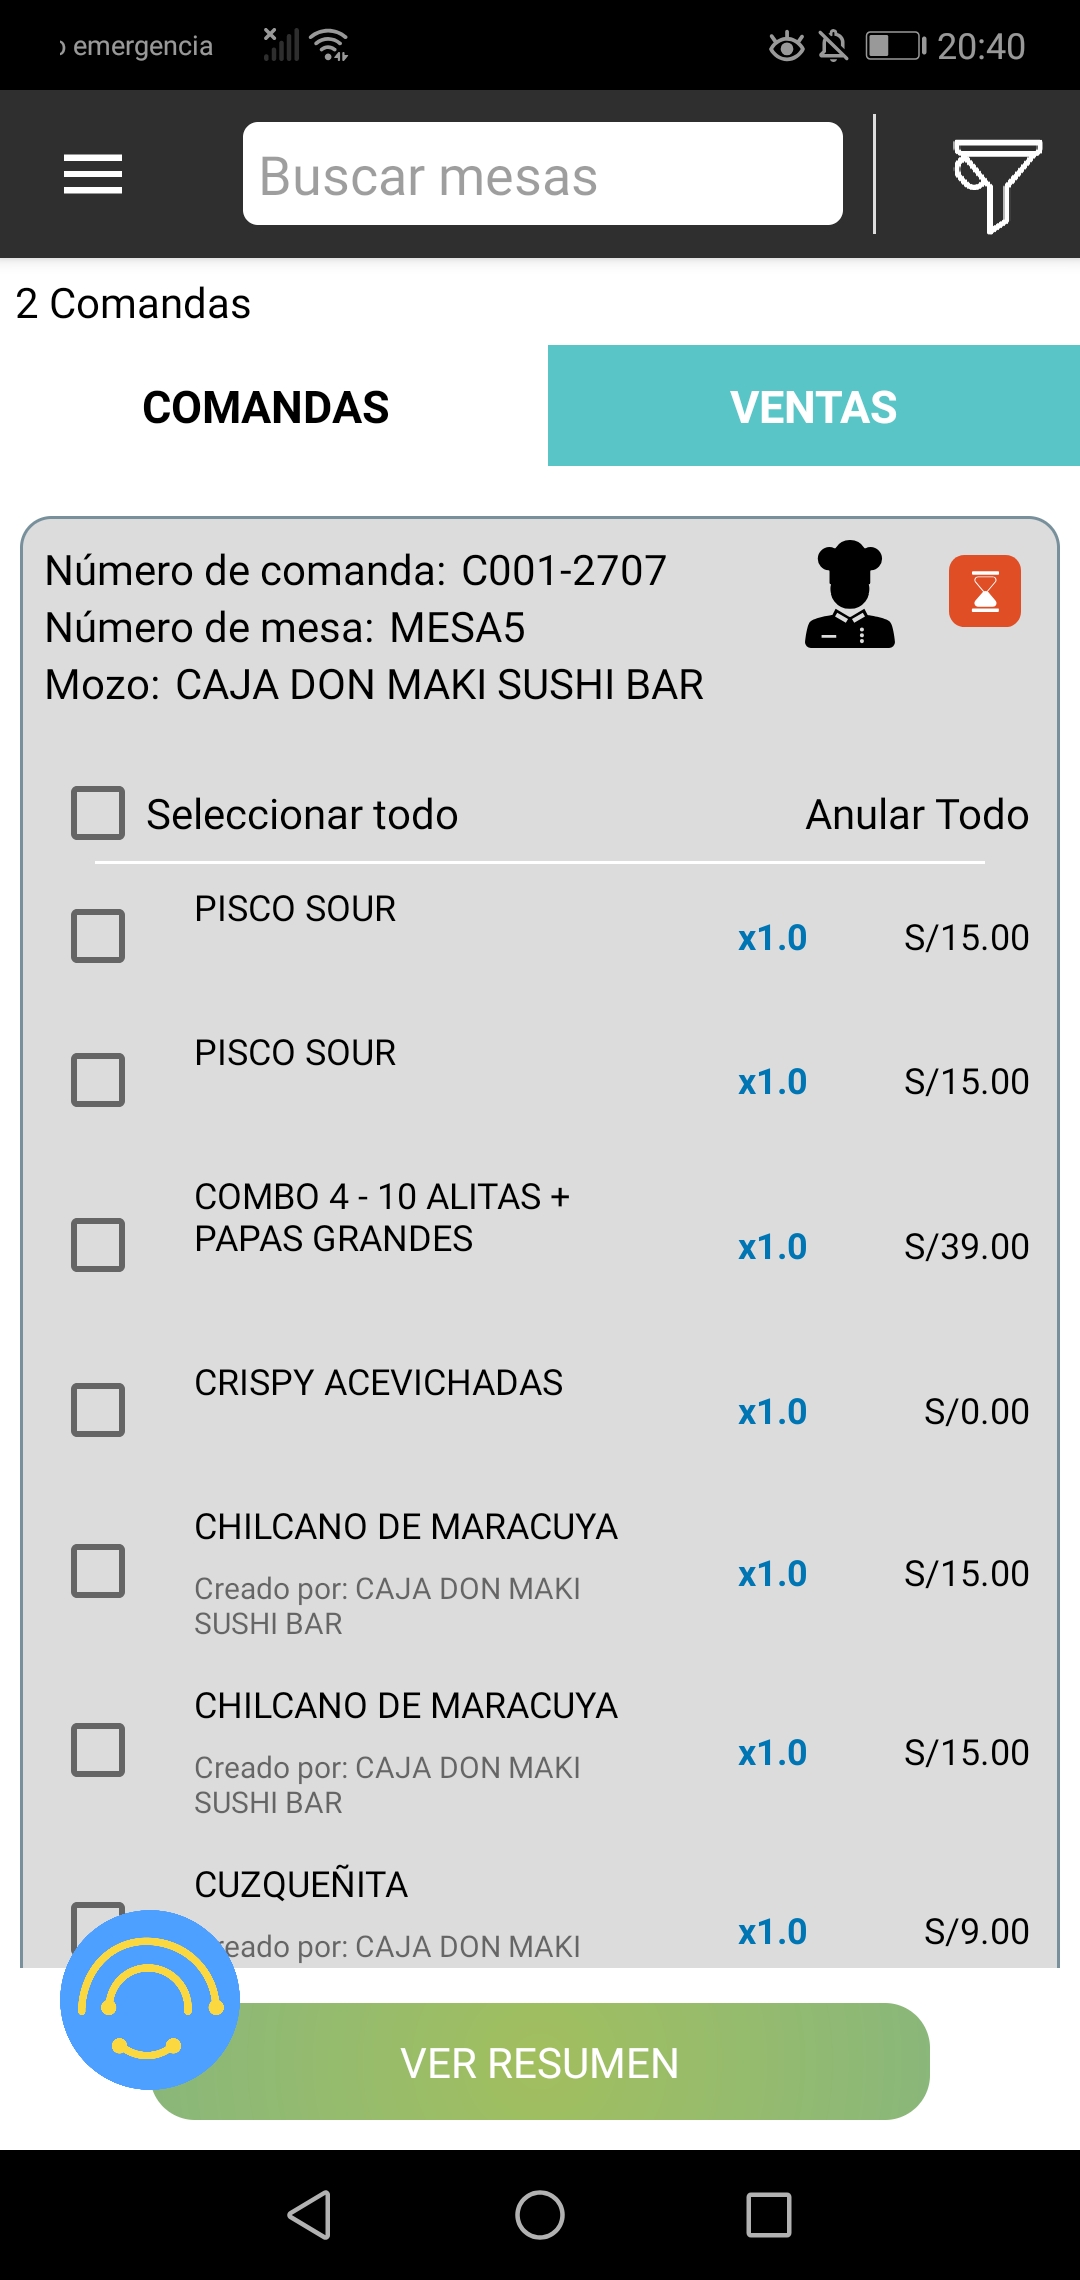 emergencia
20:40
Buscar mesas
2 Comandas
COMANDAS
VENTAS
Número de comanda: C001-2707
Número de mesa: MESA5
Mozo: CAJA DON MAKI SUSHI BAR
Seleccionar todo
Anular Todo
PISCO SOUR
x1.0
S/15.00
PISCO SOUR
x1.0
S/15.00
COMBO 4 - 10 ALITAS +
PAPAS GRANDES
x1.0
S/39.00
CRISPY ACEVICHADAS
x1.0
S/0.00
CHILCANO DE MARACUYA
Creado por: CAJA DON MAKI
SUSHI BAR
x1.0
S/15.00
CHILCANO DE MARACUYA
Creado por: CAJA DON MAKI
SUSHI BAR
x1.0
S/15.00
CUZQUEÑITA
eado por: CAJA DON MAKI
x1.0
S/9.00
VER RESUMEN